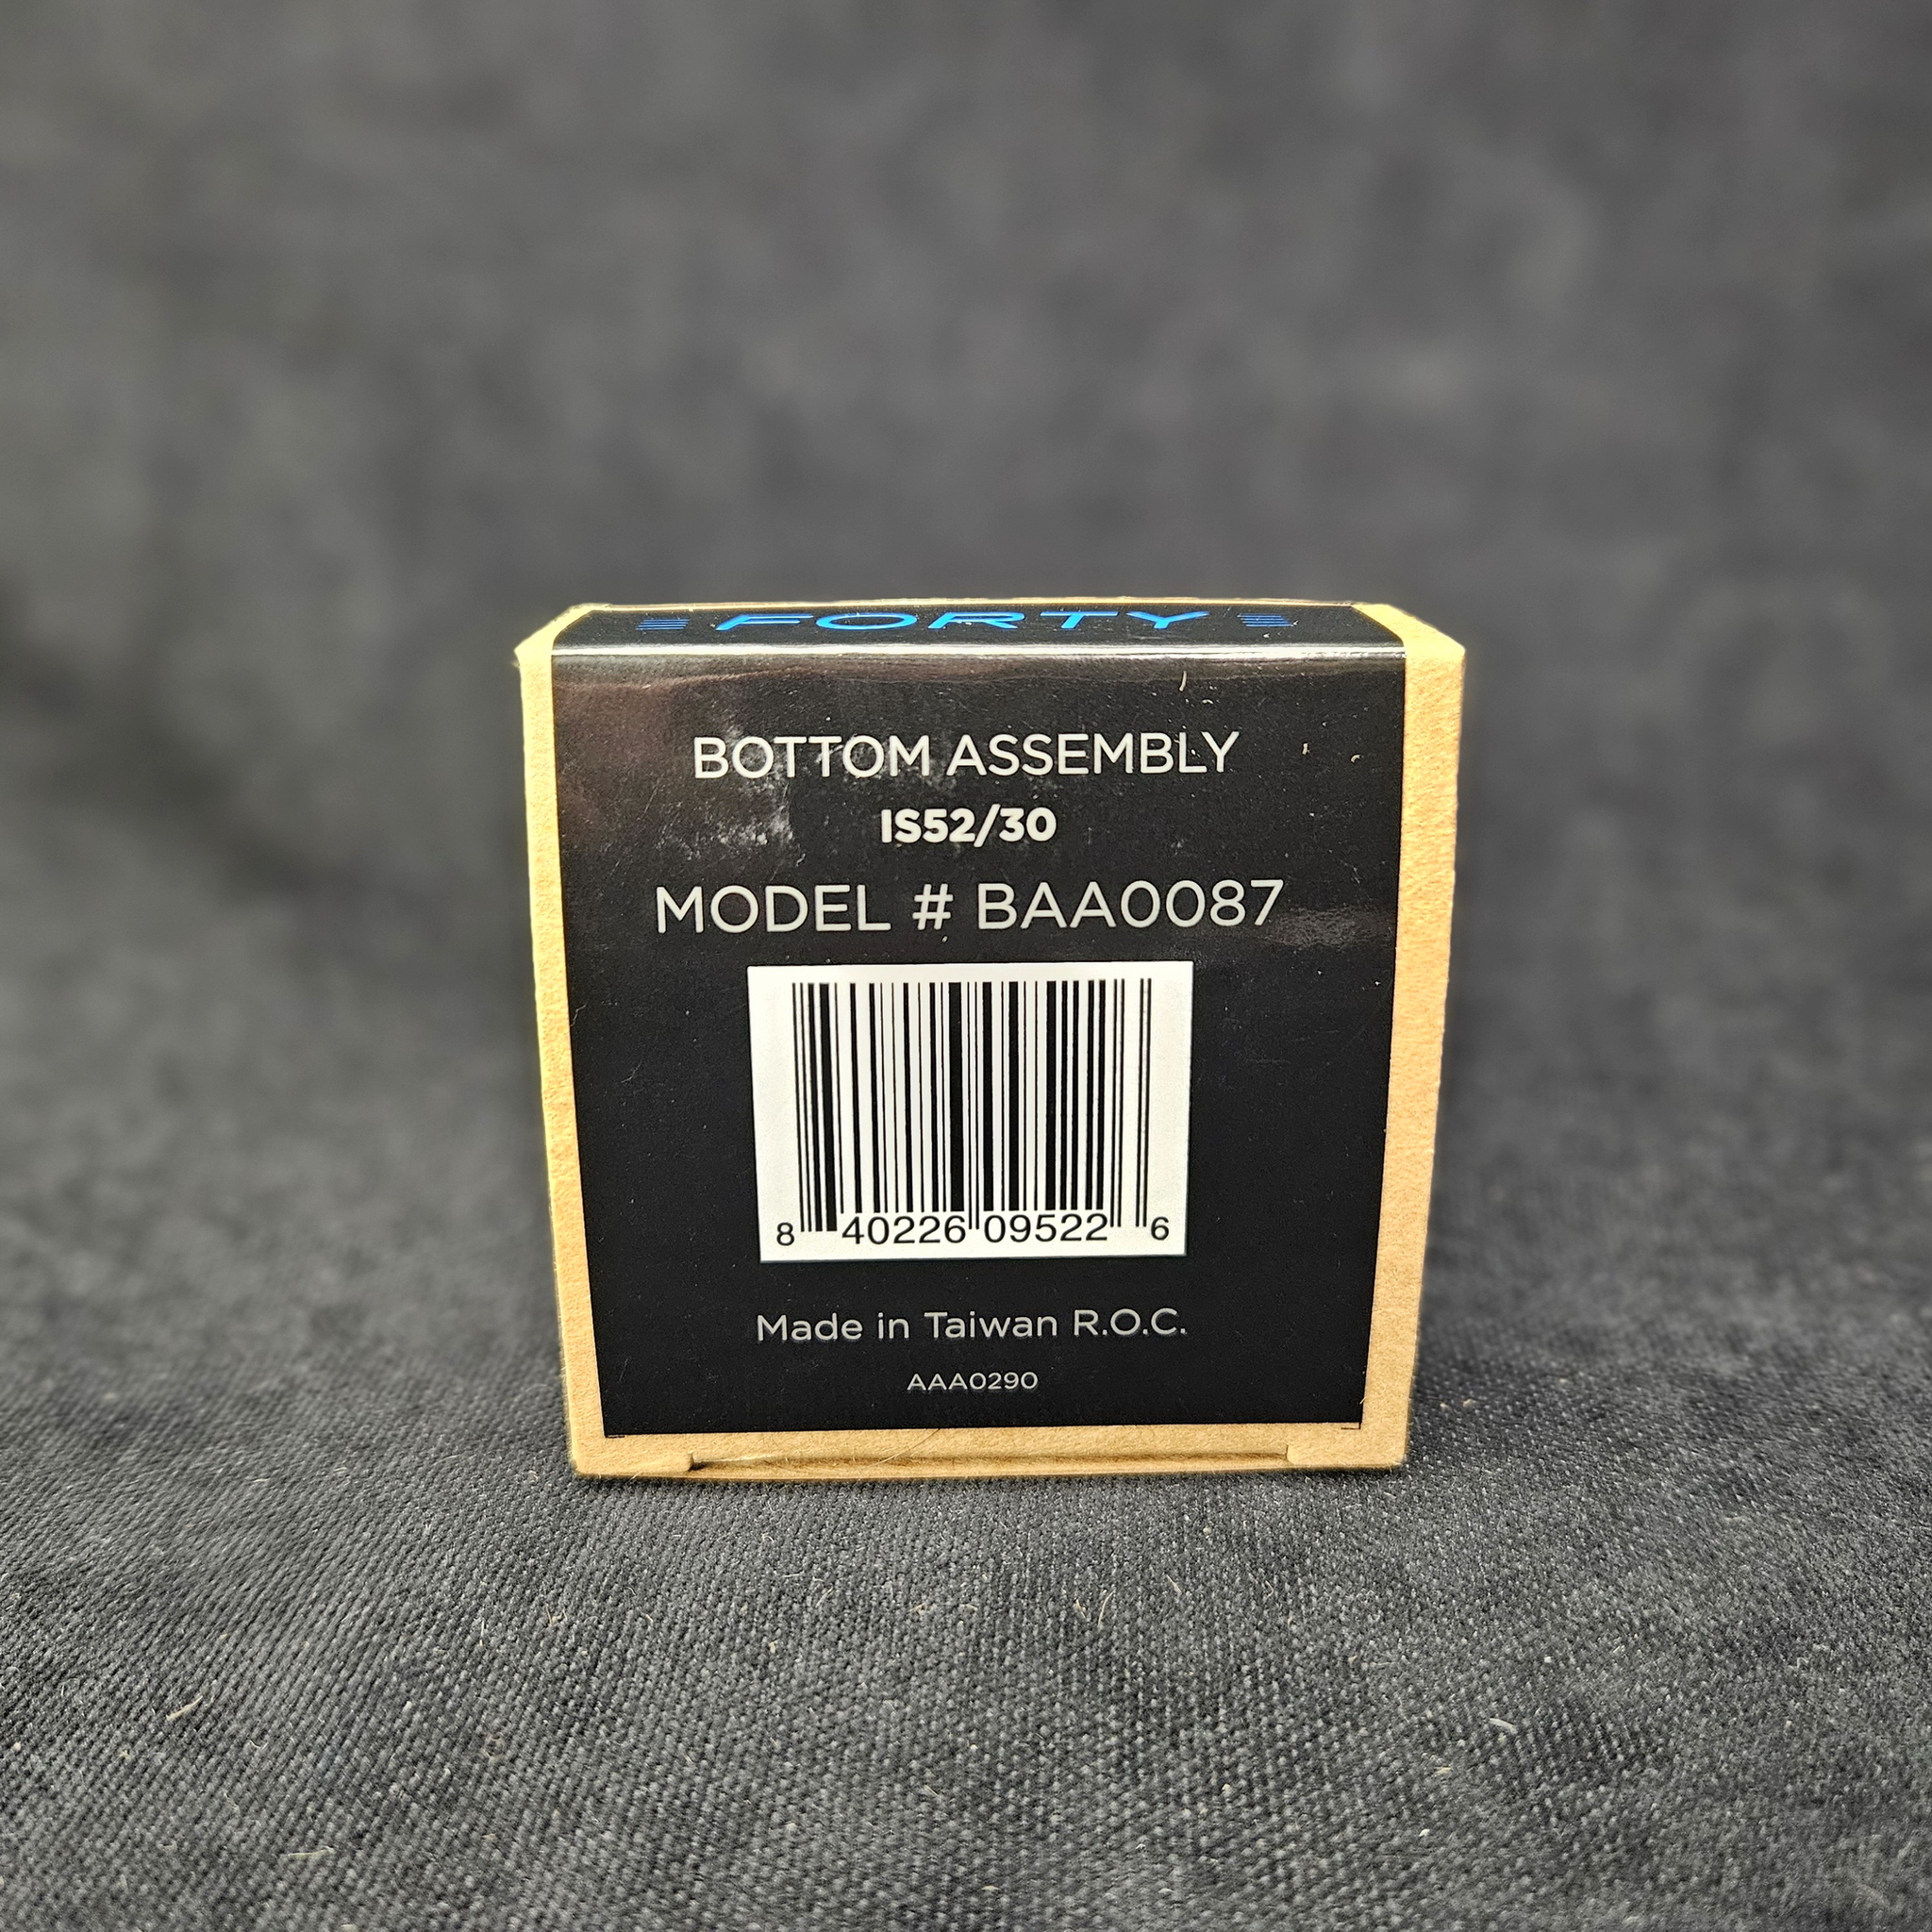 FORTY
BOTTOM ASSEMBLY
IS52/30
MODEL # BAA0087
8 40226 09522 6
Made in Taiwan R.O.C.
AAA0290